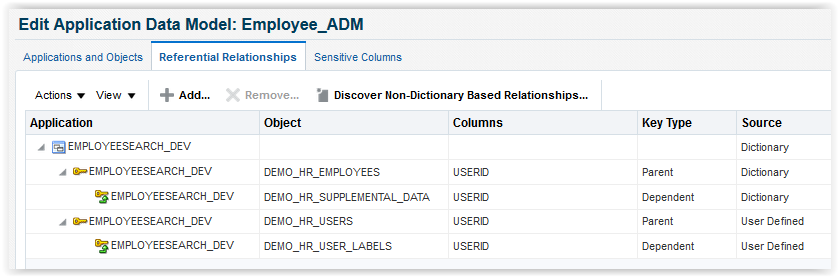 Edit Application Data Model: Employee_ADM
Applications and Objects Referential Relationships Sensitive Columns
Actions View Add... Remove... Discover Non-Dictionary Based Relationships...
Application Object Columns Key Type Source
EMPLOYEESEARCH_DEV Dictionary
EMPLOYEESEARCH_DEV DEMO_HR_EMPLOYEES USERID Parent Dictionary
EMPLOYEESEARCH_DEV DEMO_HR_SUPPLEMENTAL_DATA USERID Dependent Dictionary
EMPLOYEESEARCH_DEV DEMO_HR_USERS USERID Parent User Defined
EMPLOYEESEARCH_DEV DEMO_HR_USER_LABELS USERID Dependent User Defined